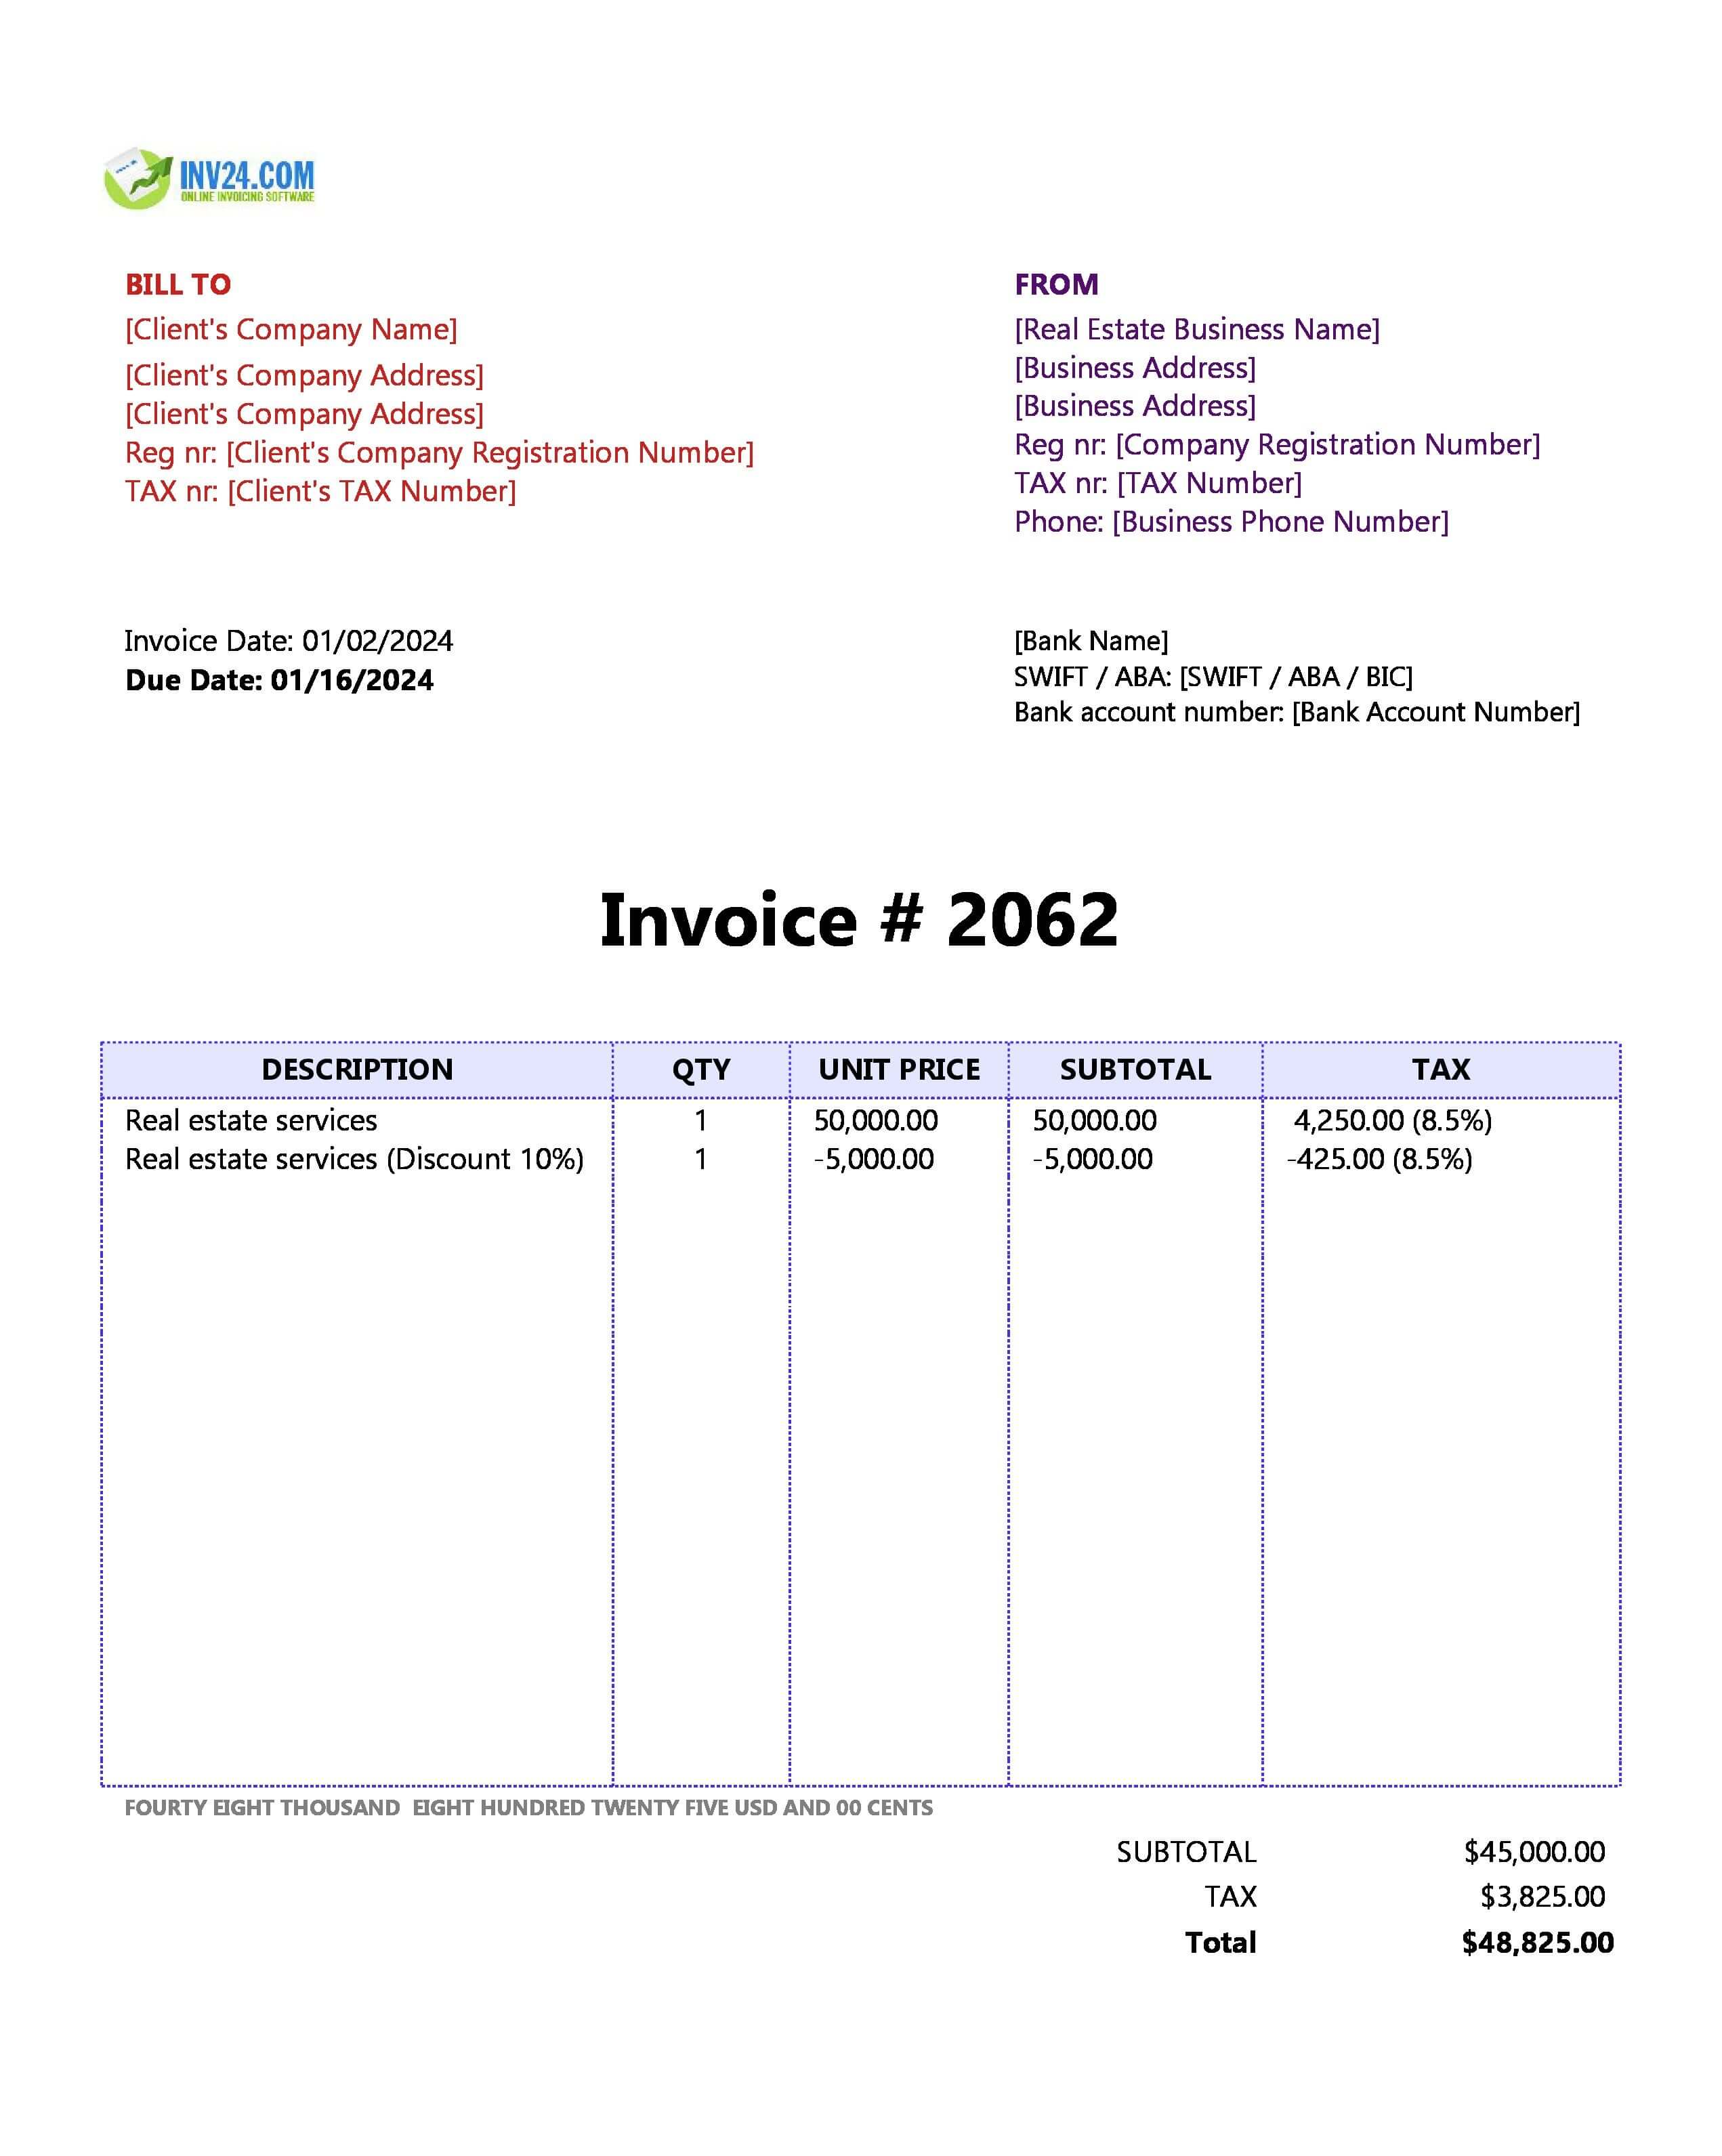 INV24.COM
ONLINE INVOICING SOFTWARE
BILL TO
[Client's Company Name]
[Client's Company Address]
[Client's Company Address]
Reg nr: [Client's Company Registration Number]
TAX nr: [Client's TAX Number]
FROM
[Real Estate Business Name]
[Business Address]
[Business Address]
Reg nr: [Company Registration Number]
TAX nr: [TAX Number]
Phone: [Business Phone Number]
Invoice Date: 01/02/2024
Due Date: 01/16/2024
[Bank Name]
SWIFT / ABA: [SWIFT / ABA / BIC]
Bank account number: [Bank Account Number]
Invoice # 2062
DESCRIPTION QTY UNIT PRICE SUBTOTAL TAX
Real estate services 1 50,000.00 50,000.00 4,250.00 (8.5%)
Real estate services (Discount 10%) 1 -5,000.00 -5,000.00 -425.00 (8.5%)
FOURTY EIGHT THOUSAND EIGHT HUNDRED TWENTY FIVE USD AND 00 CENTS
SUBTOTAL $45,000.00
TAX $3,825.00
Total $48,825.00